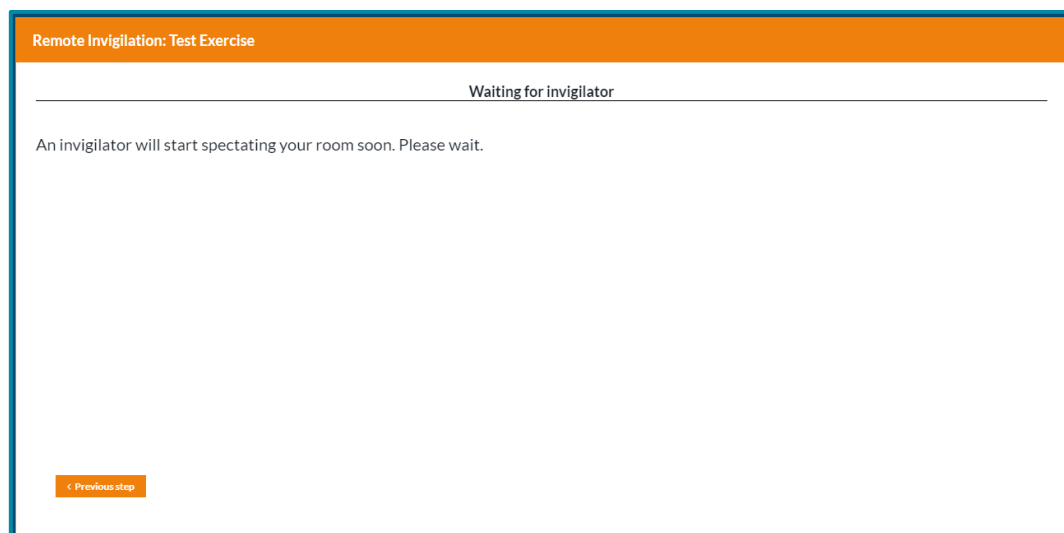 Remote Invigilation: Test Exercise
Waiting for invigilator
An invigilator will start spectating your room soon. Please wait.
‹ Previous step